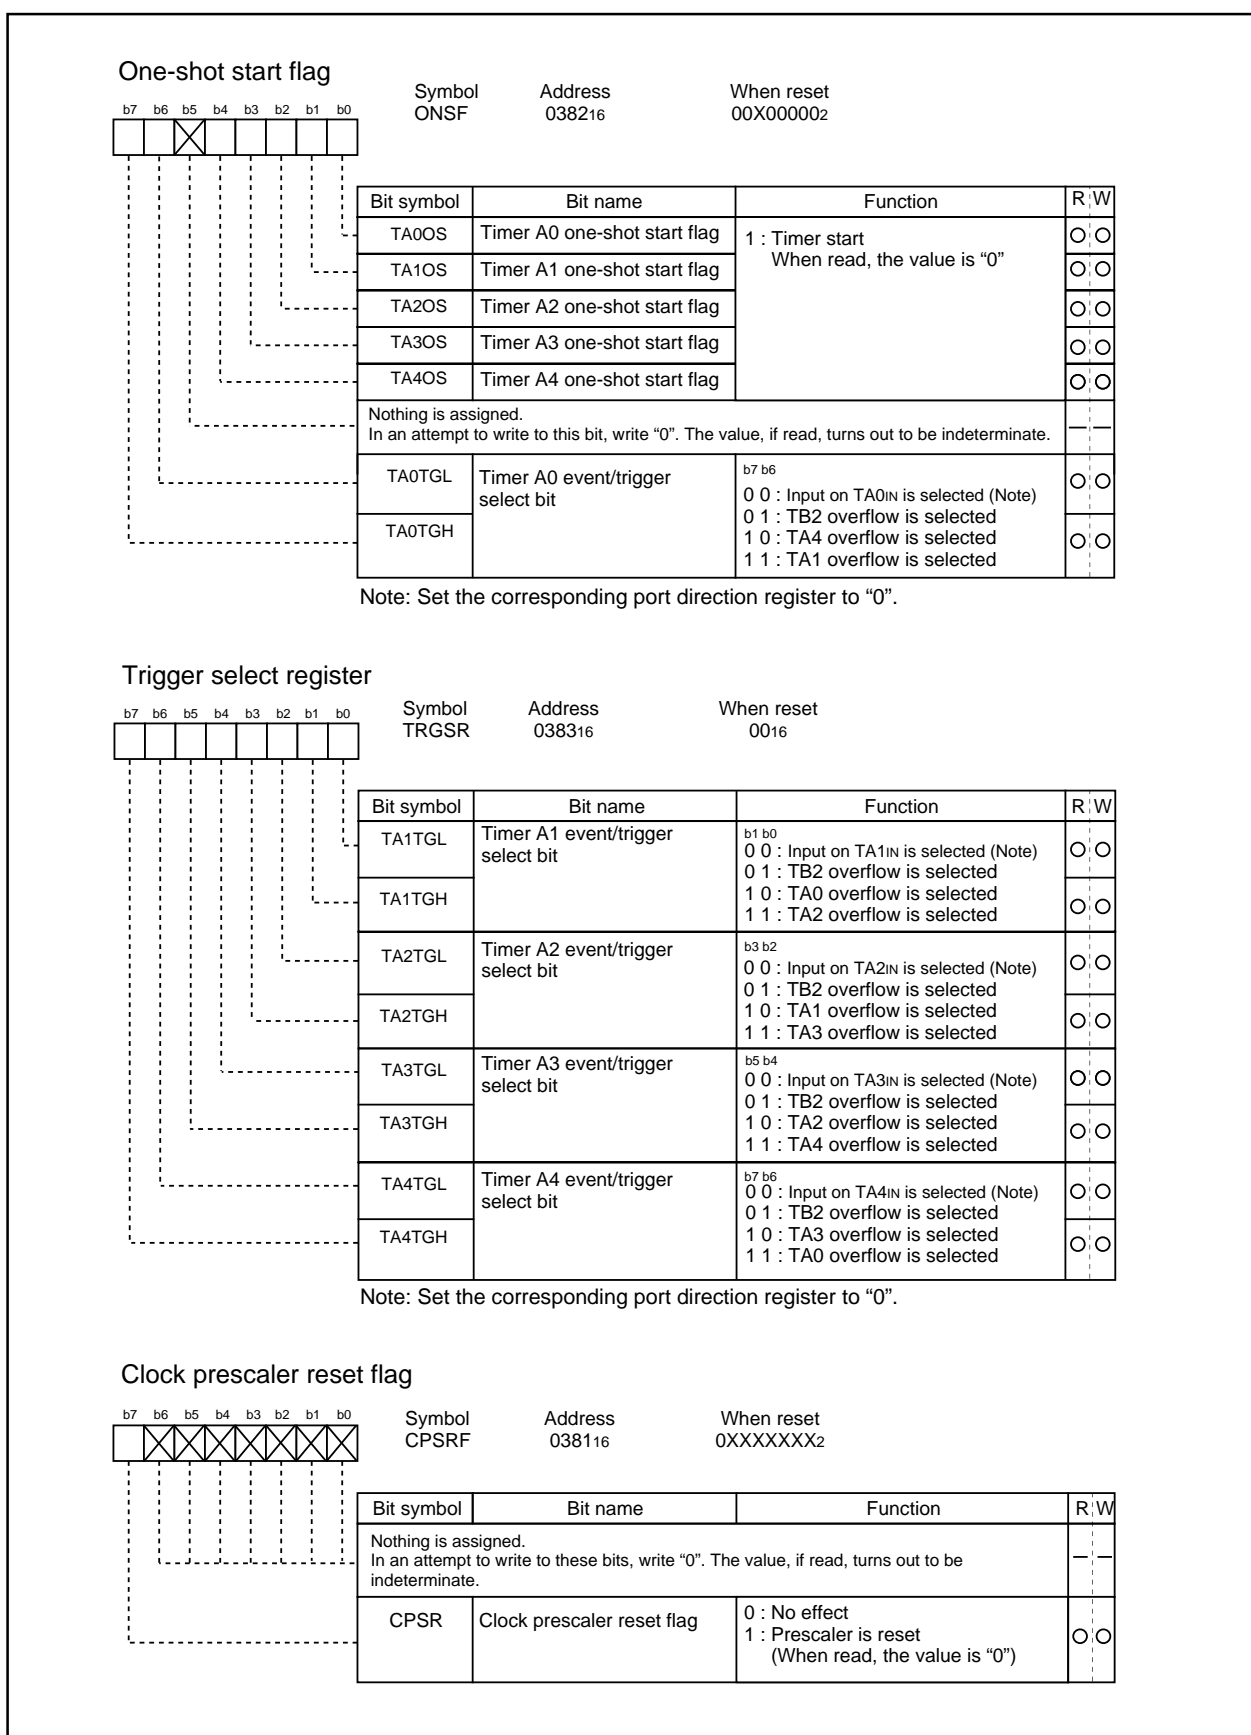 One-shot start flag
Symbol Address When reset
b7 b6 b5 b4 b3 b2 b1 b0
ONSF 038216 00X000002
Bit symbol Bit name Function R W
TA0OS Timer A0 one-shot start flag 1 : Timer start
When read, the value is “0”
TA1OS Timer A1 one-shot start flag
TA2OS Timer A2 one-shot start flag
TA3OS Timer A3 one-shot start flag
TA4OS Timer A4 one-shot start flag
Nothing is assigned.
In an attempt to write to this bit, write “0”. The value, if read, turns out to be indeterminate.
TA0TGL Timer A0 event/trigger select bit
b7 b6
0 0 : Input on TA0IN is selected (Note)
0 1 : TB2 overflow is selected
TA0TGH 1 0 : TA4 overflow is selected
1 1 : TA1 overflow is selected
Note: Set the corresponding port direction register to “0”.
Trigger select register
Symbol Address When reset
b7 b6 b5 b4 b3 b2 b1 b0
TRGSR 038316 0016
Bit symbol Bit name Function R W
TA1TGL Timer A1 event/trigger select bit
b1 b0
0 0 : Input on TA1IN is selected (Note)
0 1 : TB2 overflow is selected
TA1TGH 1 0 : TA0 overflow is selected
1 1 : TA2 overflow is selected
TA2TGL Timer A2 event/trigger select bit
b3 b2
0 0 : Input on TA2IN is selected (Note)
0 1 : TB2 overflow is selected
TA2TGH 1 0 : TA1 overflow is selected
1 1 : TA3 overflow is selected
TA3TGL Timer A3 event/trigger select bit
b5 b4
0 0 : Input on TA3IN is selected (Note)
0 1 : TB2 overflow is selected
TA3TGH 1 0 : TA2 overflow is selected
1 1 : TA4 overflow is selected
TA4TGL Timer A4 event/trigger select bit
b7 b6
0 0 : Input on TA4IN is selected (Note)
0 1 : TB2 overflow is selected
TA4TGH 1 0 : TA3 overflow is selected
1 1 : TA0 overflow is selected
Note: Set the corresponding port direction register to “0”.
Clock prescaler reset flag
b7 b6 b5 b4 b3 b2 b1 b0
Symbol Address When reset
CPSRF 038116 0XXXXXXX2
Bit symbol Bit name Function R W
Nothing is assigned.
In an attempt to write to these bits, write “0”. The value, if read, turns out to be
indeterminate.
CPSR Clock prescaler reset flag 0 : No effect
1 : Prescaler is reset
(When read, the value is “0”)